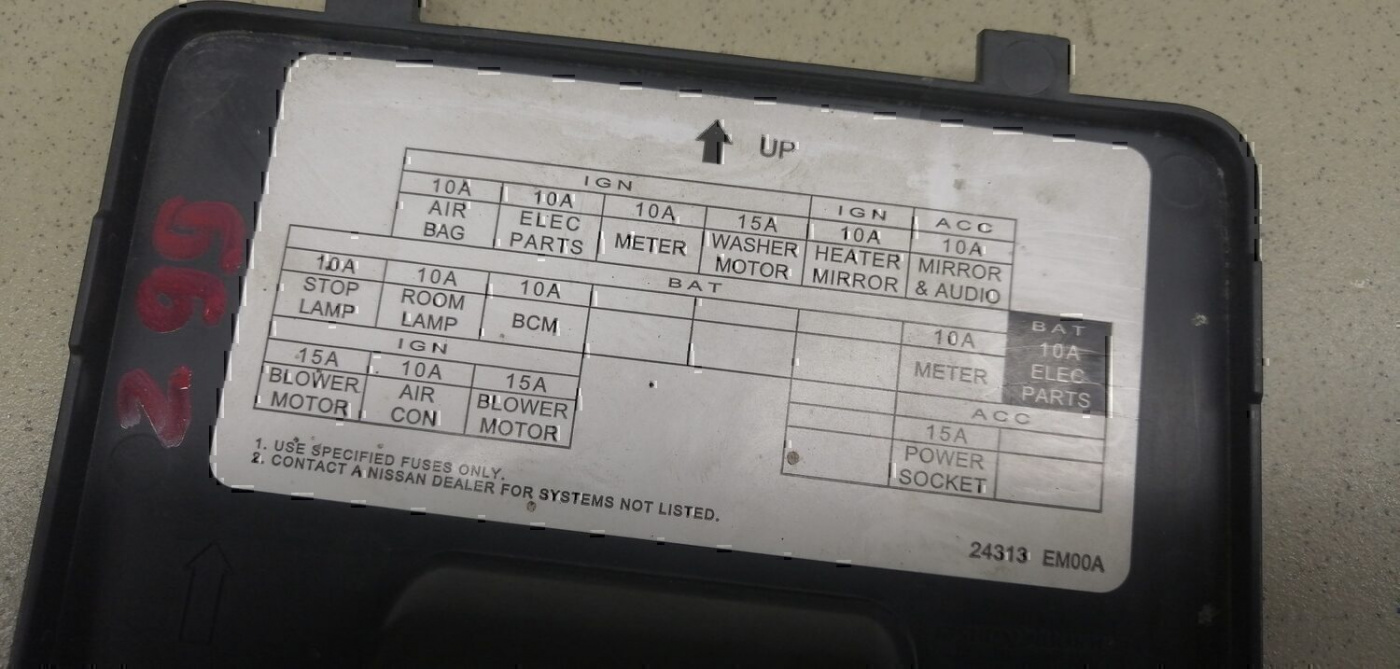 UP
IGN IGN ACC
10A 10A 10A 15A 10A 10A
AIR BAG ELEC PARTS METER WASHER MOTOR HEATER MIRROR MIRROR & AUDIO
BAT
10A 10A 10A 10A
STOP LAMP ROOM LAMP BCM METER
BAT
10A
ELEC
PARTS
IGN
15A 10A 15A
BLOWER MOTOR AIR CON BLOWER MOTOR
ACC
15A
POWER
SOCKET
1. USE SPECIFIED FUSES ONLY.
2. CONTACT A NISSAN DEALER FOR SYSTEMS NOT LISTED.
24313 EM00A